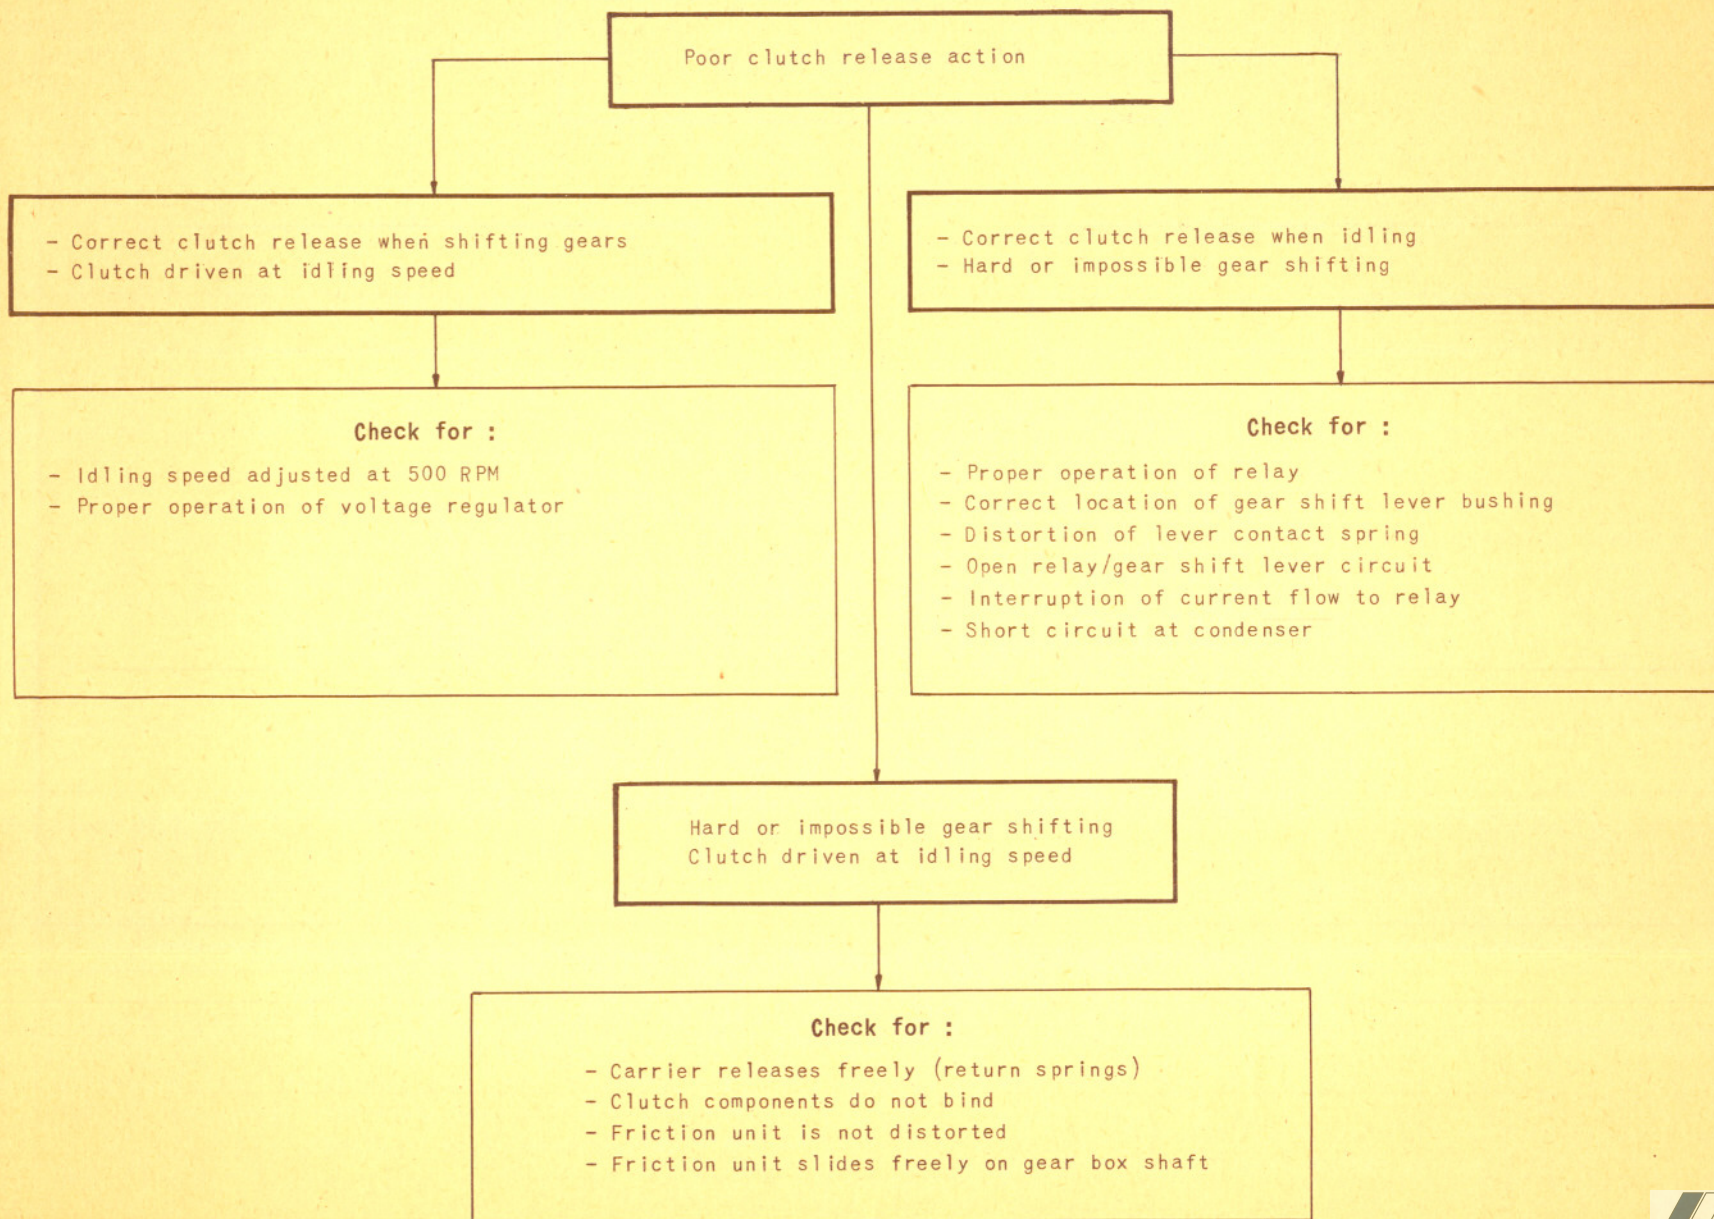 Poor clutch release action
- Correct clutch release when shifting gears
- Clutch driven at idling speed
- Correct clutch release when idling
- Hard or impossible gear shifting
Check for :
- Idling speed adjusted at 500 RPM
- Proper operation of voltage regulator
Check for :
- Proper operation of relay
- Correct location of gear shift lever bushing
- Distortion of lever contact spring
- Open relay/gear shift lever circuit
- Interruption of current flow to relay
- Short circuit at condenser
Hard or impossible gear shifting
Clutch driven at idling speed
Check for :
- Carrier releases freely (return springs)
- Clutch components do not bind
- Friction unit is not distorted
- Friction unit slides freely on gear box shaft